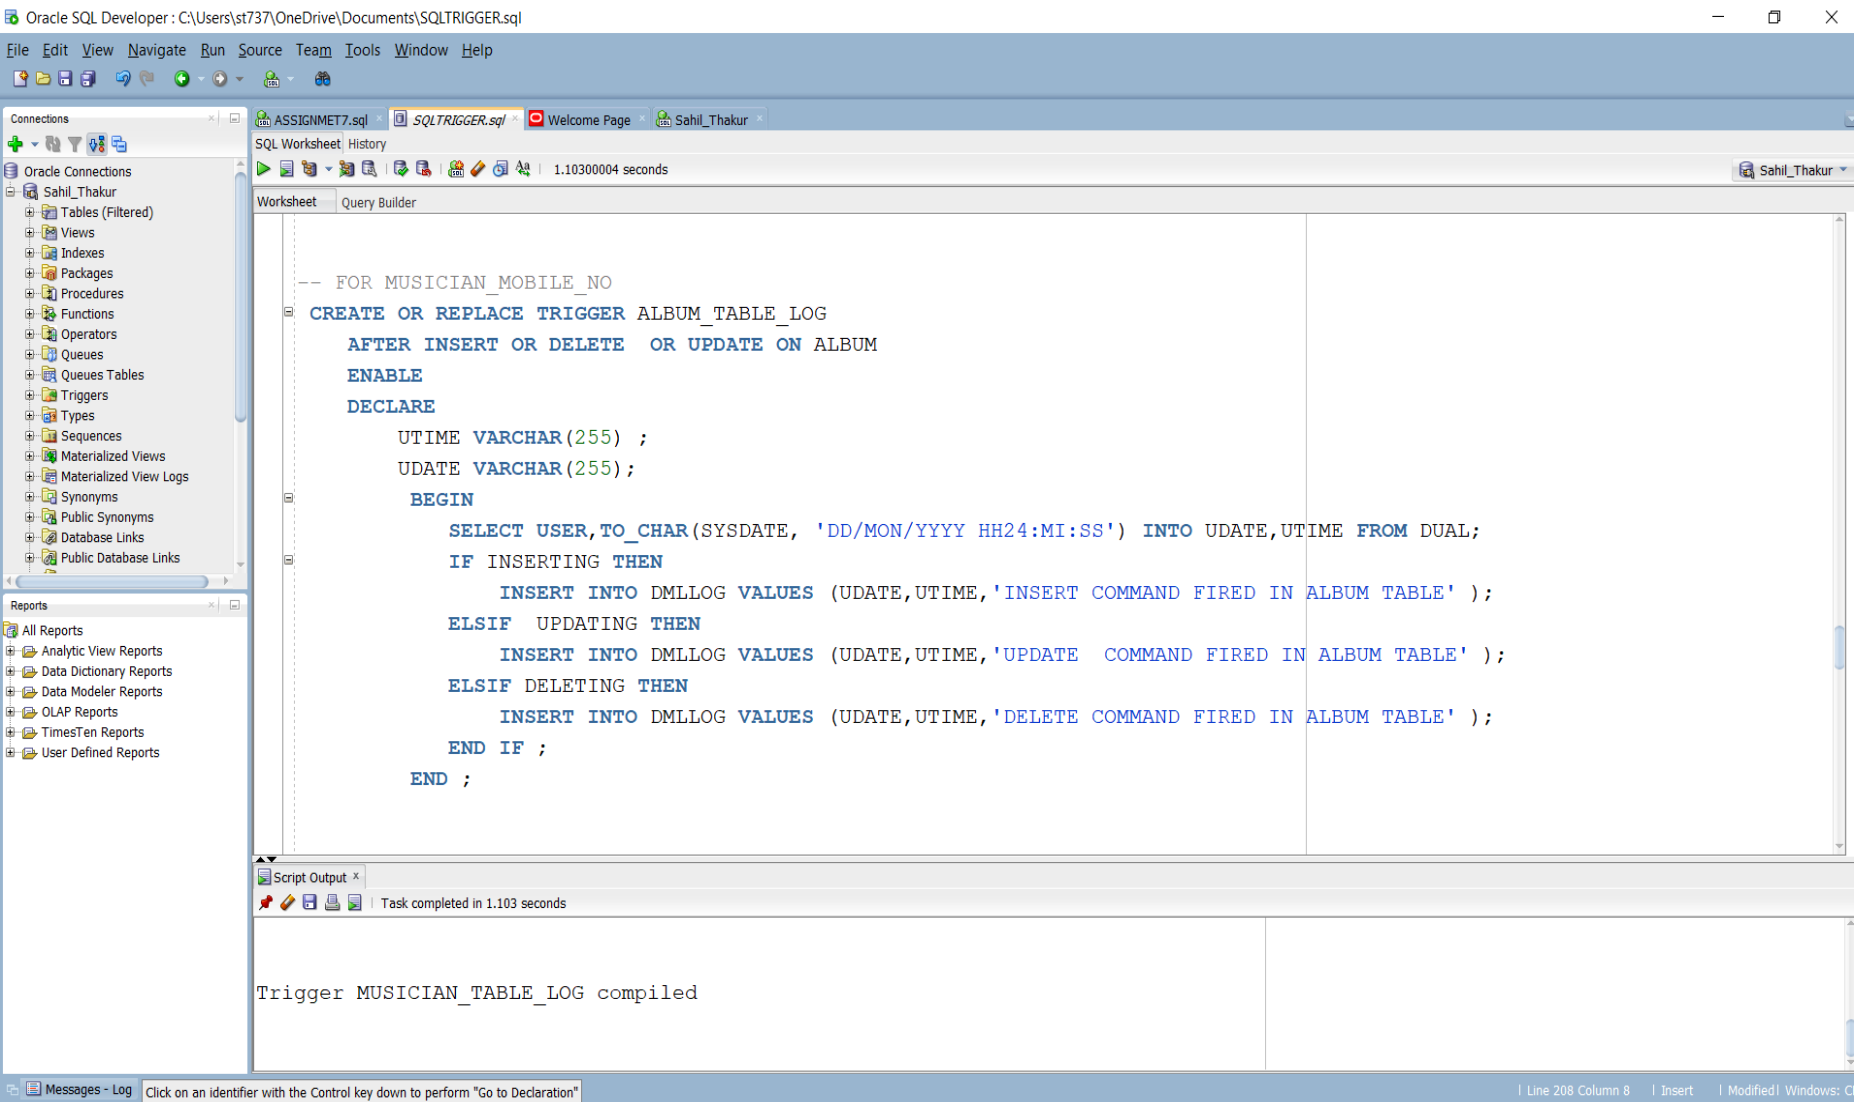 Oracle SQL Developer : C:\Users\st737\OneDrive\Documents\SQLTRIGGER.sql
File Edit View Navigate Run Source Team Tools Window Help
Connections
Oracle Connections
Sahil_Thakur
Tables (Filtered)
Views
Indexes
Packages
Procedures
Functions
Operators
Queues
Queues Tables
Triggers
Types
Sequences
Materialized Views
Materialized View Logs
Synonyms
Public Synonyms
Database Links
Public Database Links
Reports
All Reports
Analytic View Reports
Data Dictionary Reports
Data Modeler Reports
OLAP Reports
TimesTen Reports
User Defined Reports
ASSIGNMET7.sql SQLTRIGGER.sql Welcome Page Sahil_Thakur
SQL Worksheet History
1.10300004 seconds
Sahil_Thakur
Worksheet Query Builder
-- FOR MUSICIAN_MOBILE_NO
CREATE OR REPLACE TRIGGER ALBUM_TABLE_LOG
AFTER INSERT OR DELETE  OR UPDATE ON ALBUM
ENABLE
DECLARE
UTIME VARCHAR(255) ;
UDATE VARCHAR(255);
BEGIN
SELECT USER,TO_CHAR(SYSDATE, 'DD/MON/YYYY HH24:MI:SS') INTO UDATE,UTIME FROM DUAL;
IF INSERTING THEN
INSERT INTO DMLLOG VALUES (UDATE,UTIME,'INSERT COMMAND FIRED IN ALBUM TABLE' );
ELSIF  UPDATING THEN
INSERT INTO DMLLOG VALUES (UDATE,UTIME,'UPDATE  COMMAND FIRED IN ALBUM TABLE' );
ELSIF DELETING THEN
INSERT INTO DMLLOG VALUES (UDATE,UTIME,'DELETE COMMAND FIRED IN ALBUM TABLE' );
END IF ;
END ;
Script Output
Task completed in 1.103 seconds
Trigger MUSICIAN_TABLE_LOG compiled
Messages - Log
Click on an identifier with the Control key down to perform "Go to Declaration"
Line 208 Column 8 | Insert | Modified | Windows: C